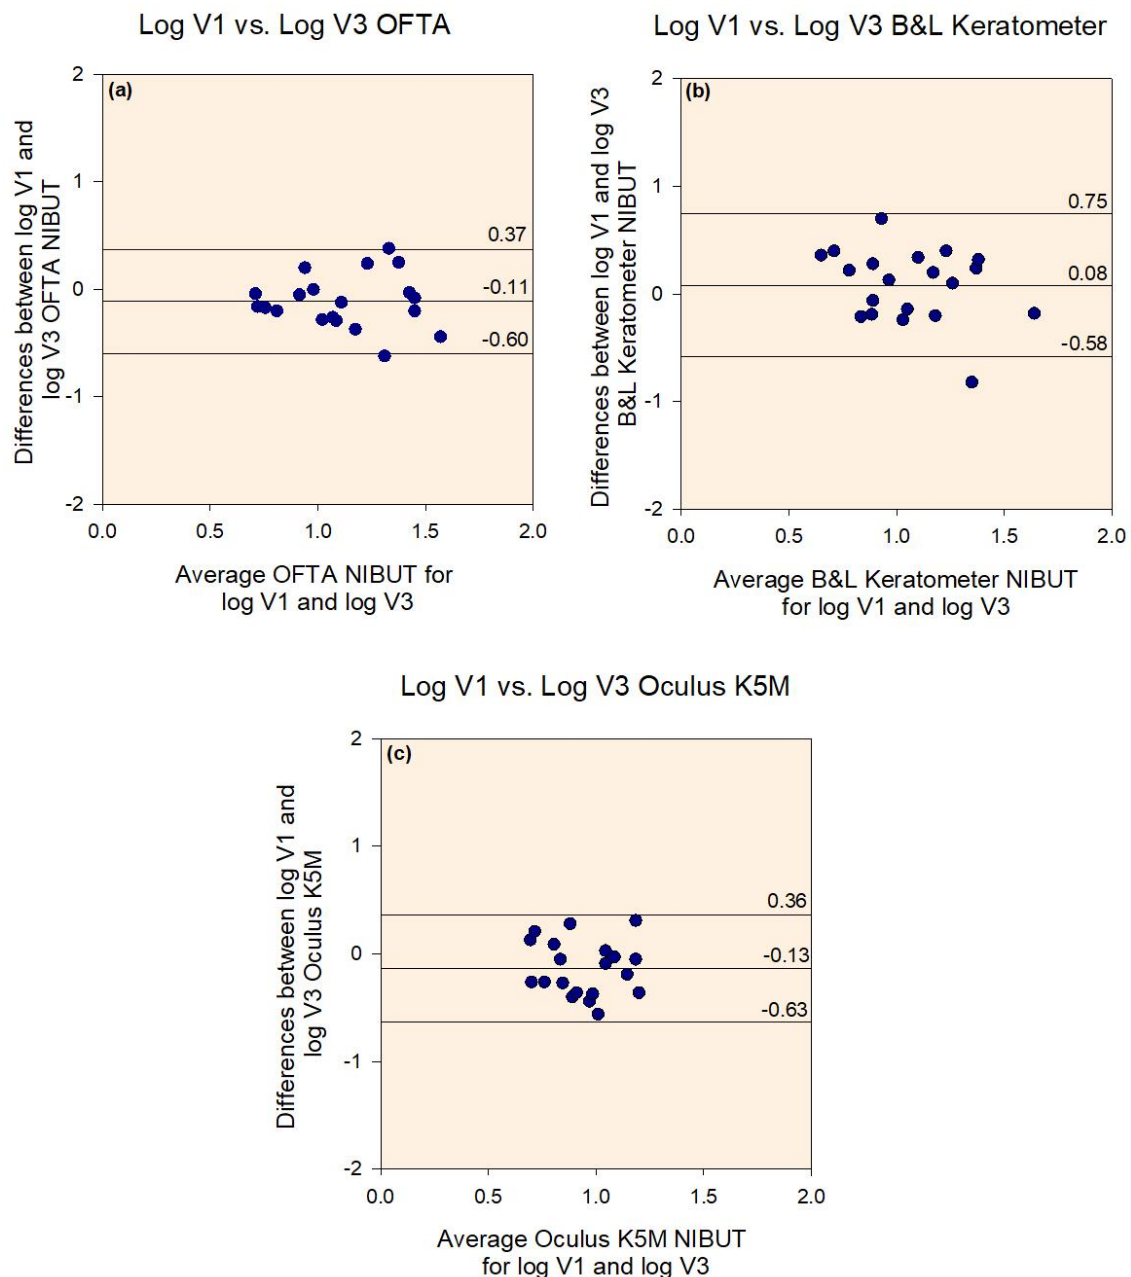 Log V1 vs. Log V3 OFTA
(a)
Differences between log V1 and
log V3 OFTA NIBUT
2
1
0
-1
-2
0.37
-0.11
-0.60
0.0 0.5 1.0 1.5 2.0
Average OFTA NIBUT for
log V1 and log V3
Log V1 vs. Log V3 B&L Keratometer
(b)
Differences between log V1 and log V3
B&L Keratometer NIBUT
2
1
0
-1
-2
0.75
0.08
-0.58
0.0 0.5 1.0 1.5 2.0
Average B&L Keratometer NIBUT
for log V1 and log V3
Log V1 vs. Log V3 Oculus K5M
(c)
Differences between log V1 and
log V3 Oculus K5M
2
1
0
-1
-2
0.36
-0.13
-0.63
0.0 0.5 1.0 1.5 2.0
Average Oculus K5M NIBUT
for log V1 and log V3